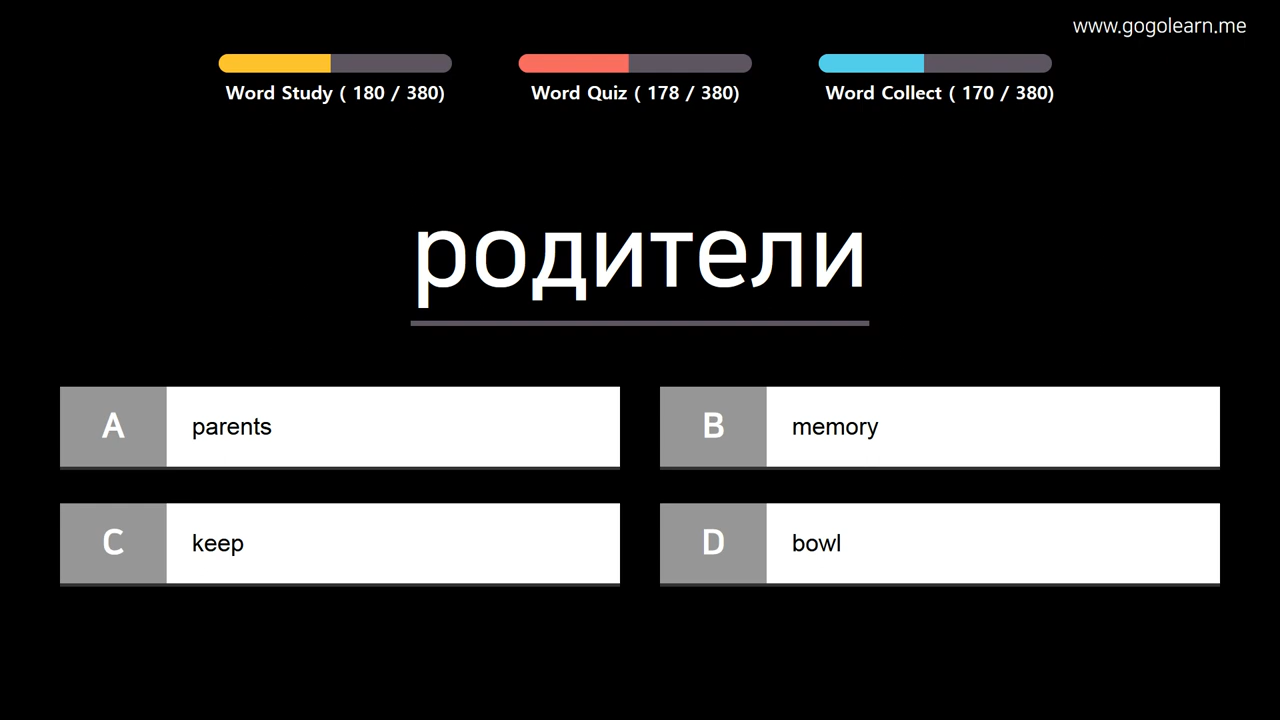 www.gogolearn.me
Word Study ( 180 / 380)
Word Quiz ( 178 / 380)
Word Collect ( 170 / 380)
родители
A parents
B memory
C keep
D bowl